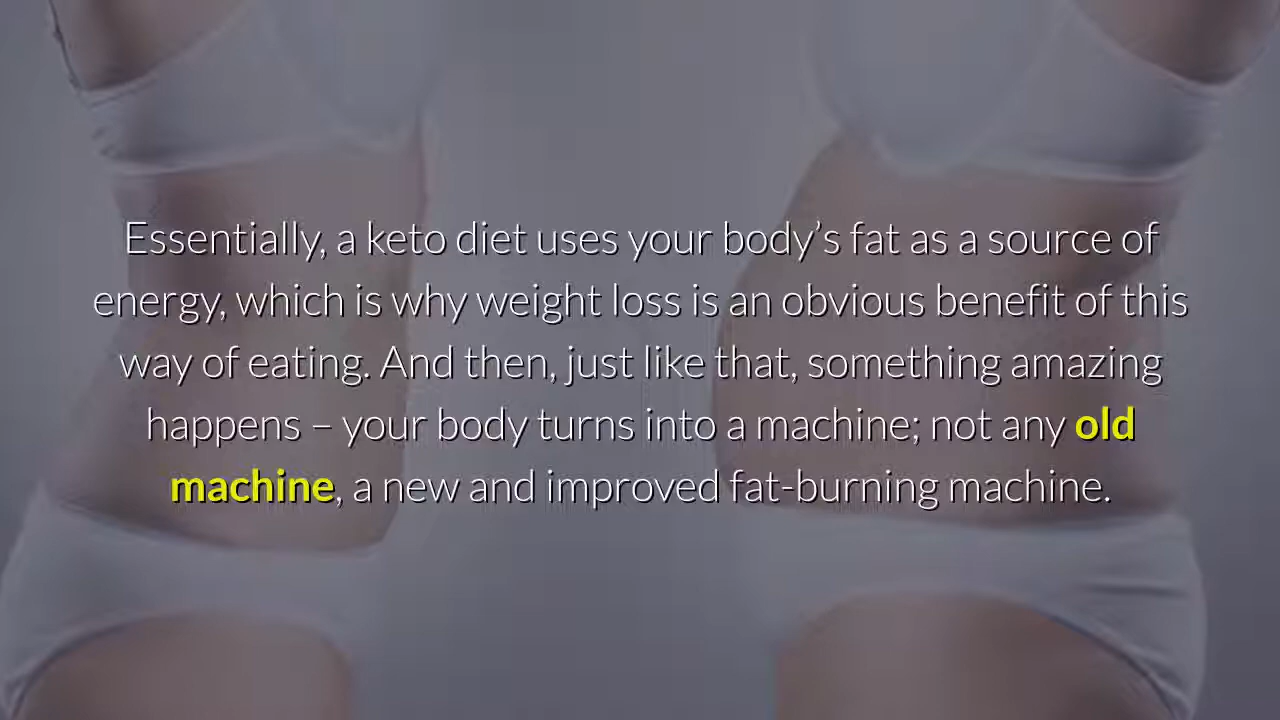 Essentially, a keto diet uses your body’s fat as a source of
energy, which is why weight loss is an obvious benefit of this
way of eating. And then, just like that, something amazing
happens – your body turns into a machine; not any old
machine, a new and improved fat-burning machine.